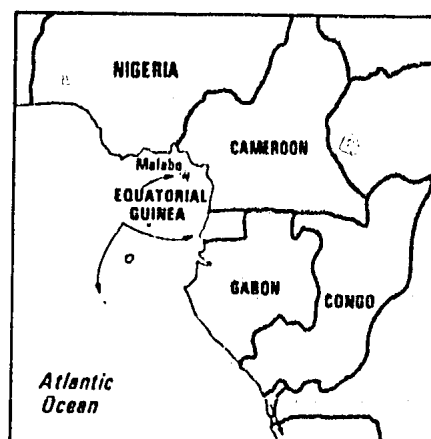 NIGERIA
Malabo
CAMEROON
EQUATORIAL
GUINEA
GABON
CONGO
Atlantic
Ocean